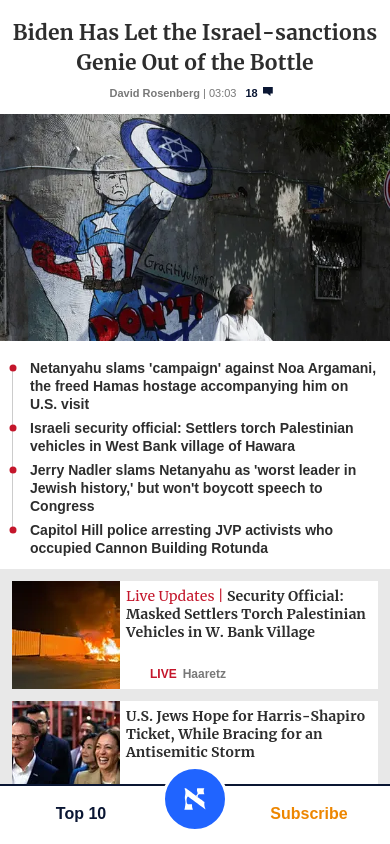 Biden Has Let the Israel-sanctions
Genie Out of the Bottle
David Rosenberg | 03:03 18
Grafitiyul
DON'T!
Netanyahu slams 'campaign' against Noa Argamani,
the freed Hamas hostage accompanying him on
U.S. visit
Israeli security official: Settlers torch Palestinian
vehicles in West Bank village of Hawara
Jerry Nadler slams Netanyahu as 'worst leader in
Jewish history,' but won't boycott speech to
Congress
Capitol Hill police arresting JVP activists who
occupied Cannon Building Rotunda
Live Updates | Security Official:
Masked Settlers Torch Palestinian
Vehicles in W. Bank Village
LIVE Haaretz
U.S. Jews Hope for Harris-Shapiro
Ticket, While Bracing for an
Antisemitic Storm
Top 10
Subscribe